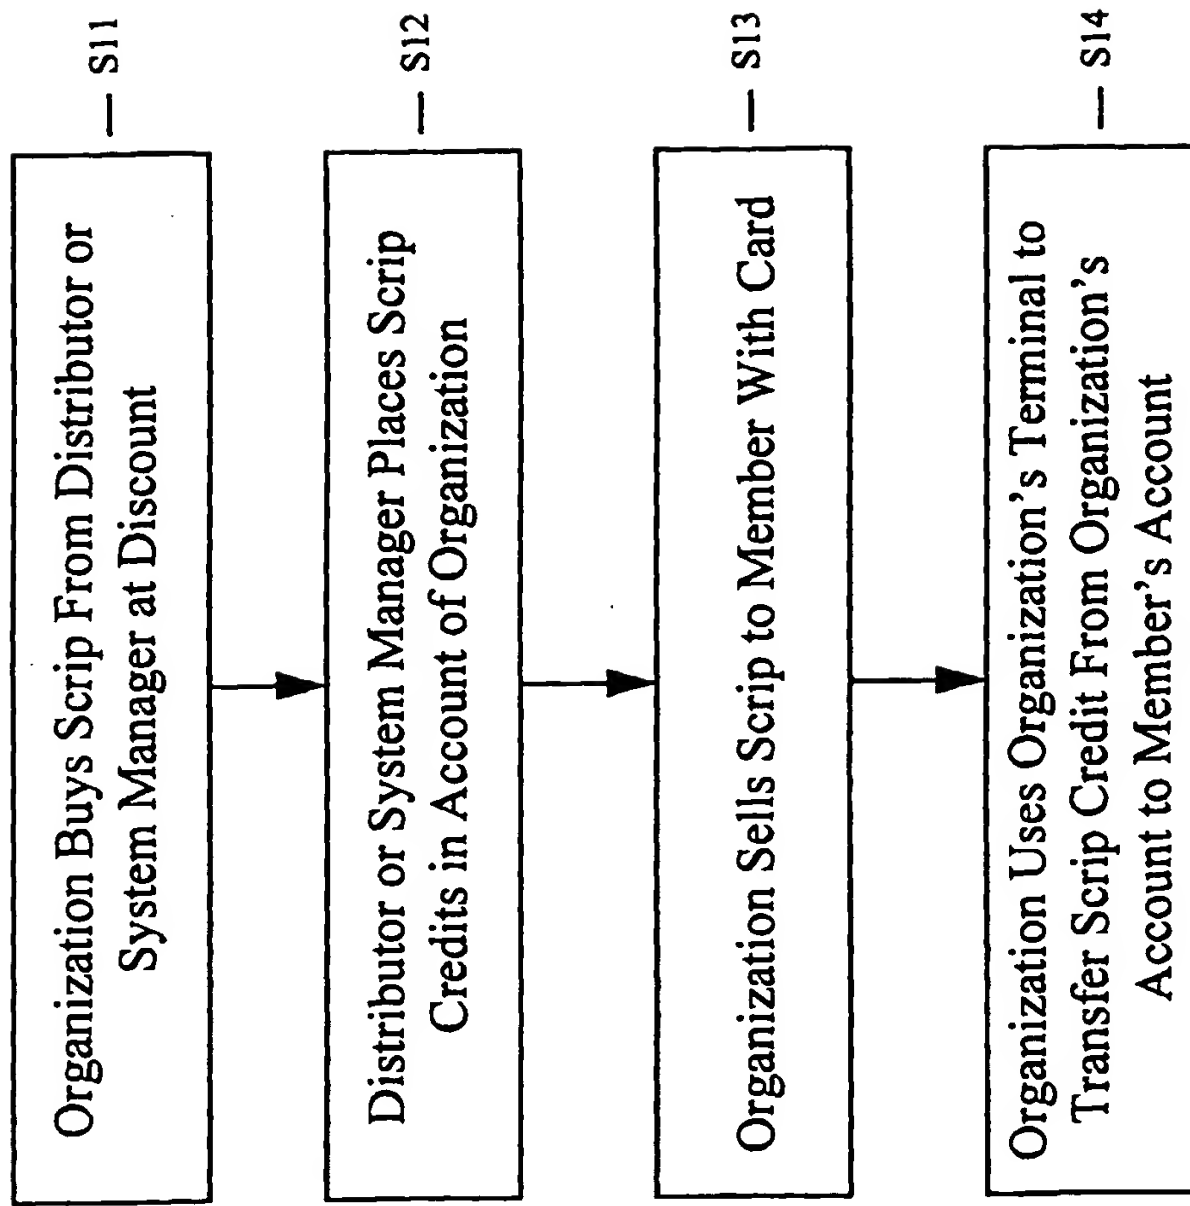 Organization Buys Scrip From Distributor or
System Manager at Discount
— S11
Distributor or System Manager Places Scrip
Credits in Account of Organization
— S12
Organization Sells Scrip to Member With Card
— S13
Organization Uses Organization's Terminal to
Transfer Scrip Credit From Organization's
Account to Member's Account
— S14